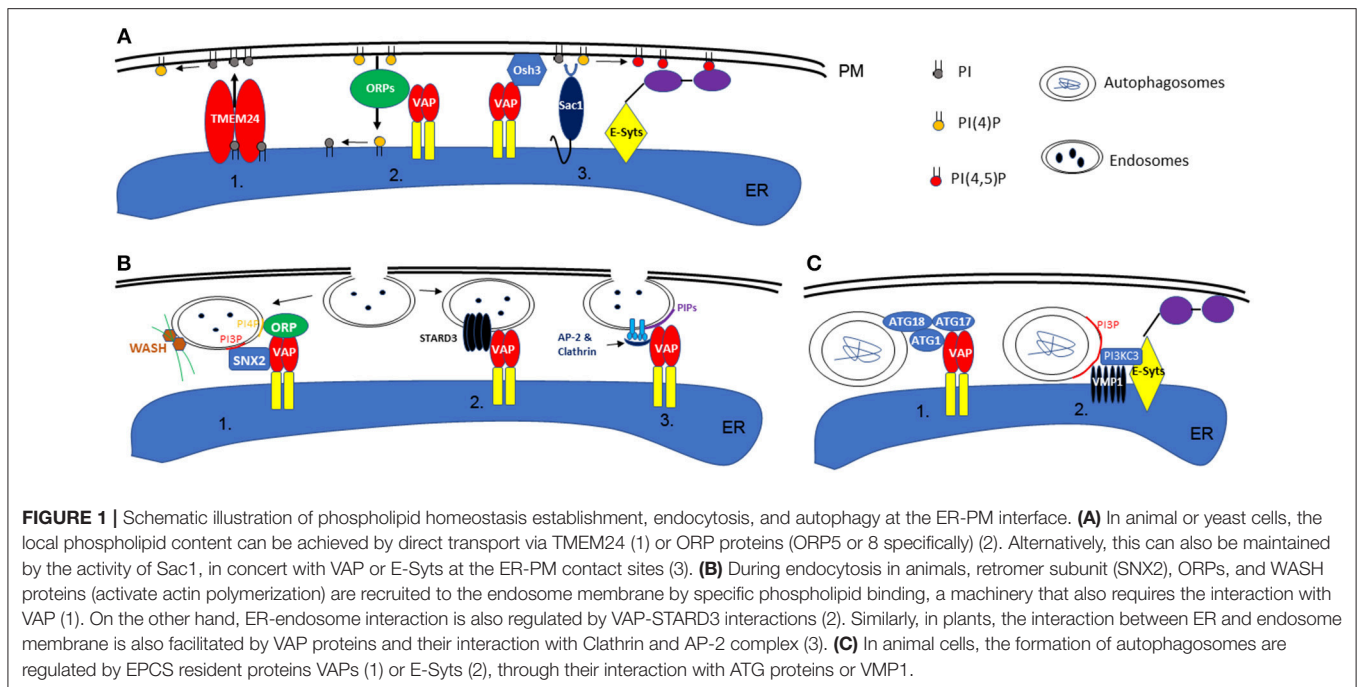 A
PM
Osh3
ORPs
VAP
VAP
Sac1
TMEM24
E-Syts
1.
2.
3.
ER
PI
PI(4)P
PI(4,5)P
Autophagosomes
Endosomes
B
WASH
PI4P
PI3P
ORP
SNX2
VAP
STARD3
VAP
AP-2 &
Clathrin
PIPs
VAP
1.
2.
3.
ER
C
ATG18
ATG17
ATG1
VAP
PI3P
PI3KC3
VMP1
E-Syts
1.
2.
ER
FIGURE 1 | Schematic illustration of phospholipid homeostasis establishment, endocytosis, and autophagy at the ER-PM interface. (A) In animal or yeast cells, the
local phospholipid content can be achieved by direct transport via TMEM24 (1) or ORP proteins (ORP5 or 8 specifically) (2). Alternatively, this can also be maintained
by the activity of Sac1, in concert with VAP or E-Syts at the ER-PM contact sites (3). (B) During endocytosis in animals, retromer subunit (SNX2), ORPs, and WASH
proteins (activate actin polymerization) are recruited to the endosome membrane by specific phospholipid binding, a machinery that also requires the interaction with
VAP (1). On the other hand, ER-endosome interaction is also regulated by VAP-STARD3 interactions (2). Similarly, in plants, the interaction between ER and endosome
membrane is also facilitated by VAP proteins and their interaction with Clathrin and AP-2 complex (3). (C) In animal cells, the formation of autophagosomes are
regulated by EPCS resident proteins VAPs (1) or E-Syts (2), through their interaction with ATG proteins or VMP1.